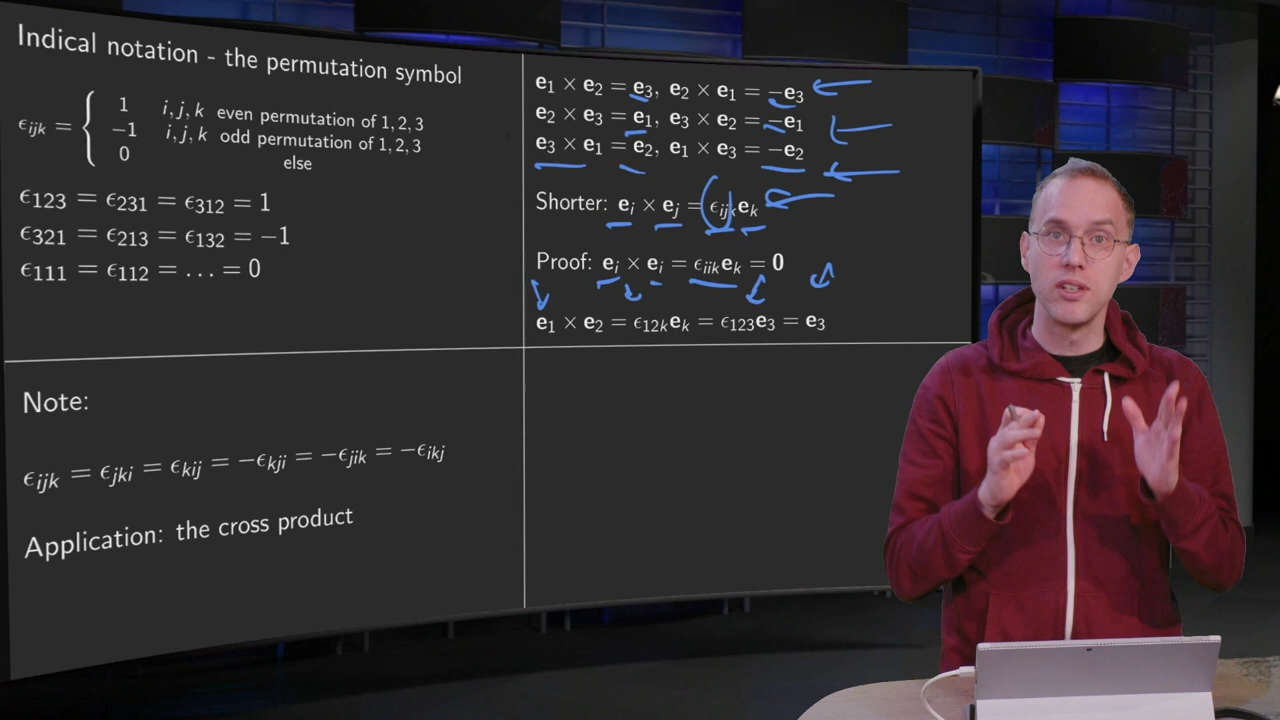 Indical notation - the permutation symbol
ϵijk = { 1 i, j, k even permutation of 1, 2, 3
−1 i, j, k odd permutation of 1, 2, 3
0 else
ϵ123 = ϵ231 = ϵ312 = 1
ϵ321 = ϵ213 = ϵ132 = −1
ϵ111 = ϵ112 = ... = 0
e1 × e2 = e3, e2 × e1 = −e3
e2 × e3 = e1, e3 × e2 = −e1
e3 × e1 = e2, e1 × e3 = −e2
Shorter: ei × ej = ϵijkek
Proof: ei × ei = ϵiikek = 0
e1 × e2 = ϵ12kek = ϵ123e3 = e3
Note:
ϵijk = ϵjki = ϵkij = −ϵkji = −ϵjik = −ϵikj
Application: the cross product